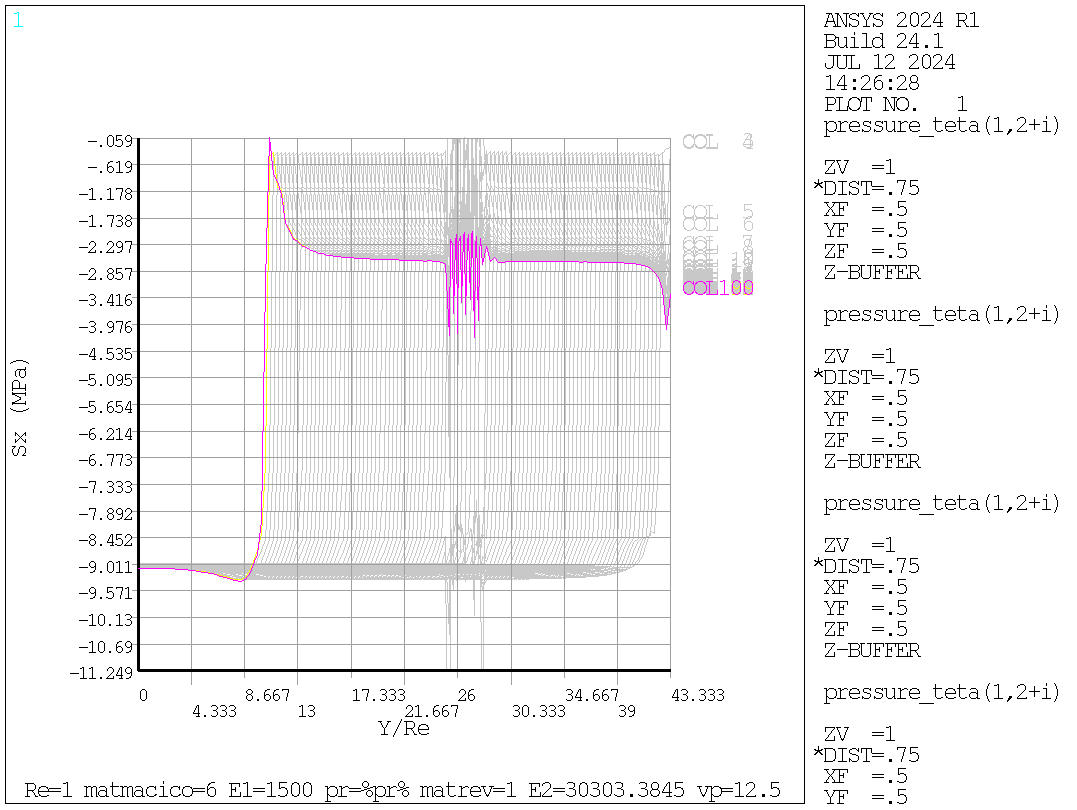 1
ANSYS 2024 R1
Build 24.1
JUL 12 2024
14:26:28
PLOT NO. 1
pressure_teta(1,2+i)
ZV =1
*DIST=.75
XF =.5
YF =.5
ZF =.5
Z-BUFFER
pressure_teta(1,2+i)
ZV =1
*DIST=.75
XF =.5
YF =.5
ZF =.5
Z-BUFFER
pressure_teta(1,2+i)
ZV =1
*DIST=.75
XF =.5
YF =.5
ZF =.5
Z-BUFFER
pressure_teta(1,2+i)
ZV =1
*DIST=.75
XF =.5
YF =.5
-.059
-.619
-1.178
-1.738
-2.297
-2.857
-3.416
-3.976
-4.535
-5.095
-5.654
-6.214
-6.773
-7.333
-7.892
-8.452
-9.011
-9.571
-10.13
-10.69
-11.249
Sx (MPa)
COL
COL 5
COL 6
COL100
0 8.667 17.333 26 34.667 43.333
4.333 13 21.667 30.333 39
Y/Re
Re=1 matmacico=6 E1=1500 pr=%pr% matrev=1 E2=30303.3845 vp=12.5